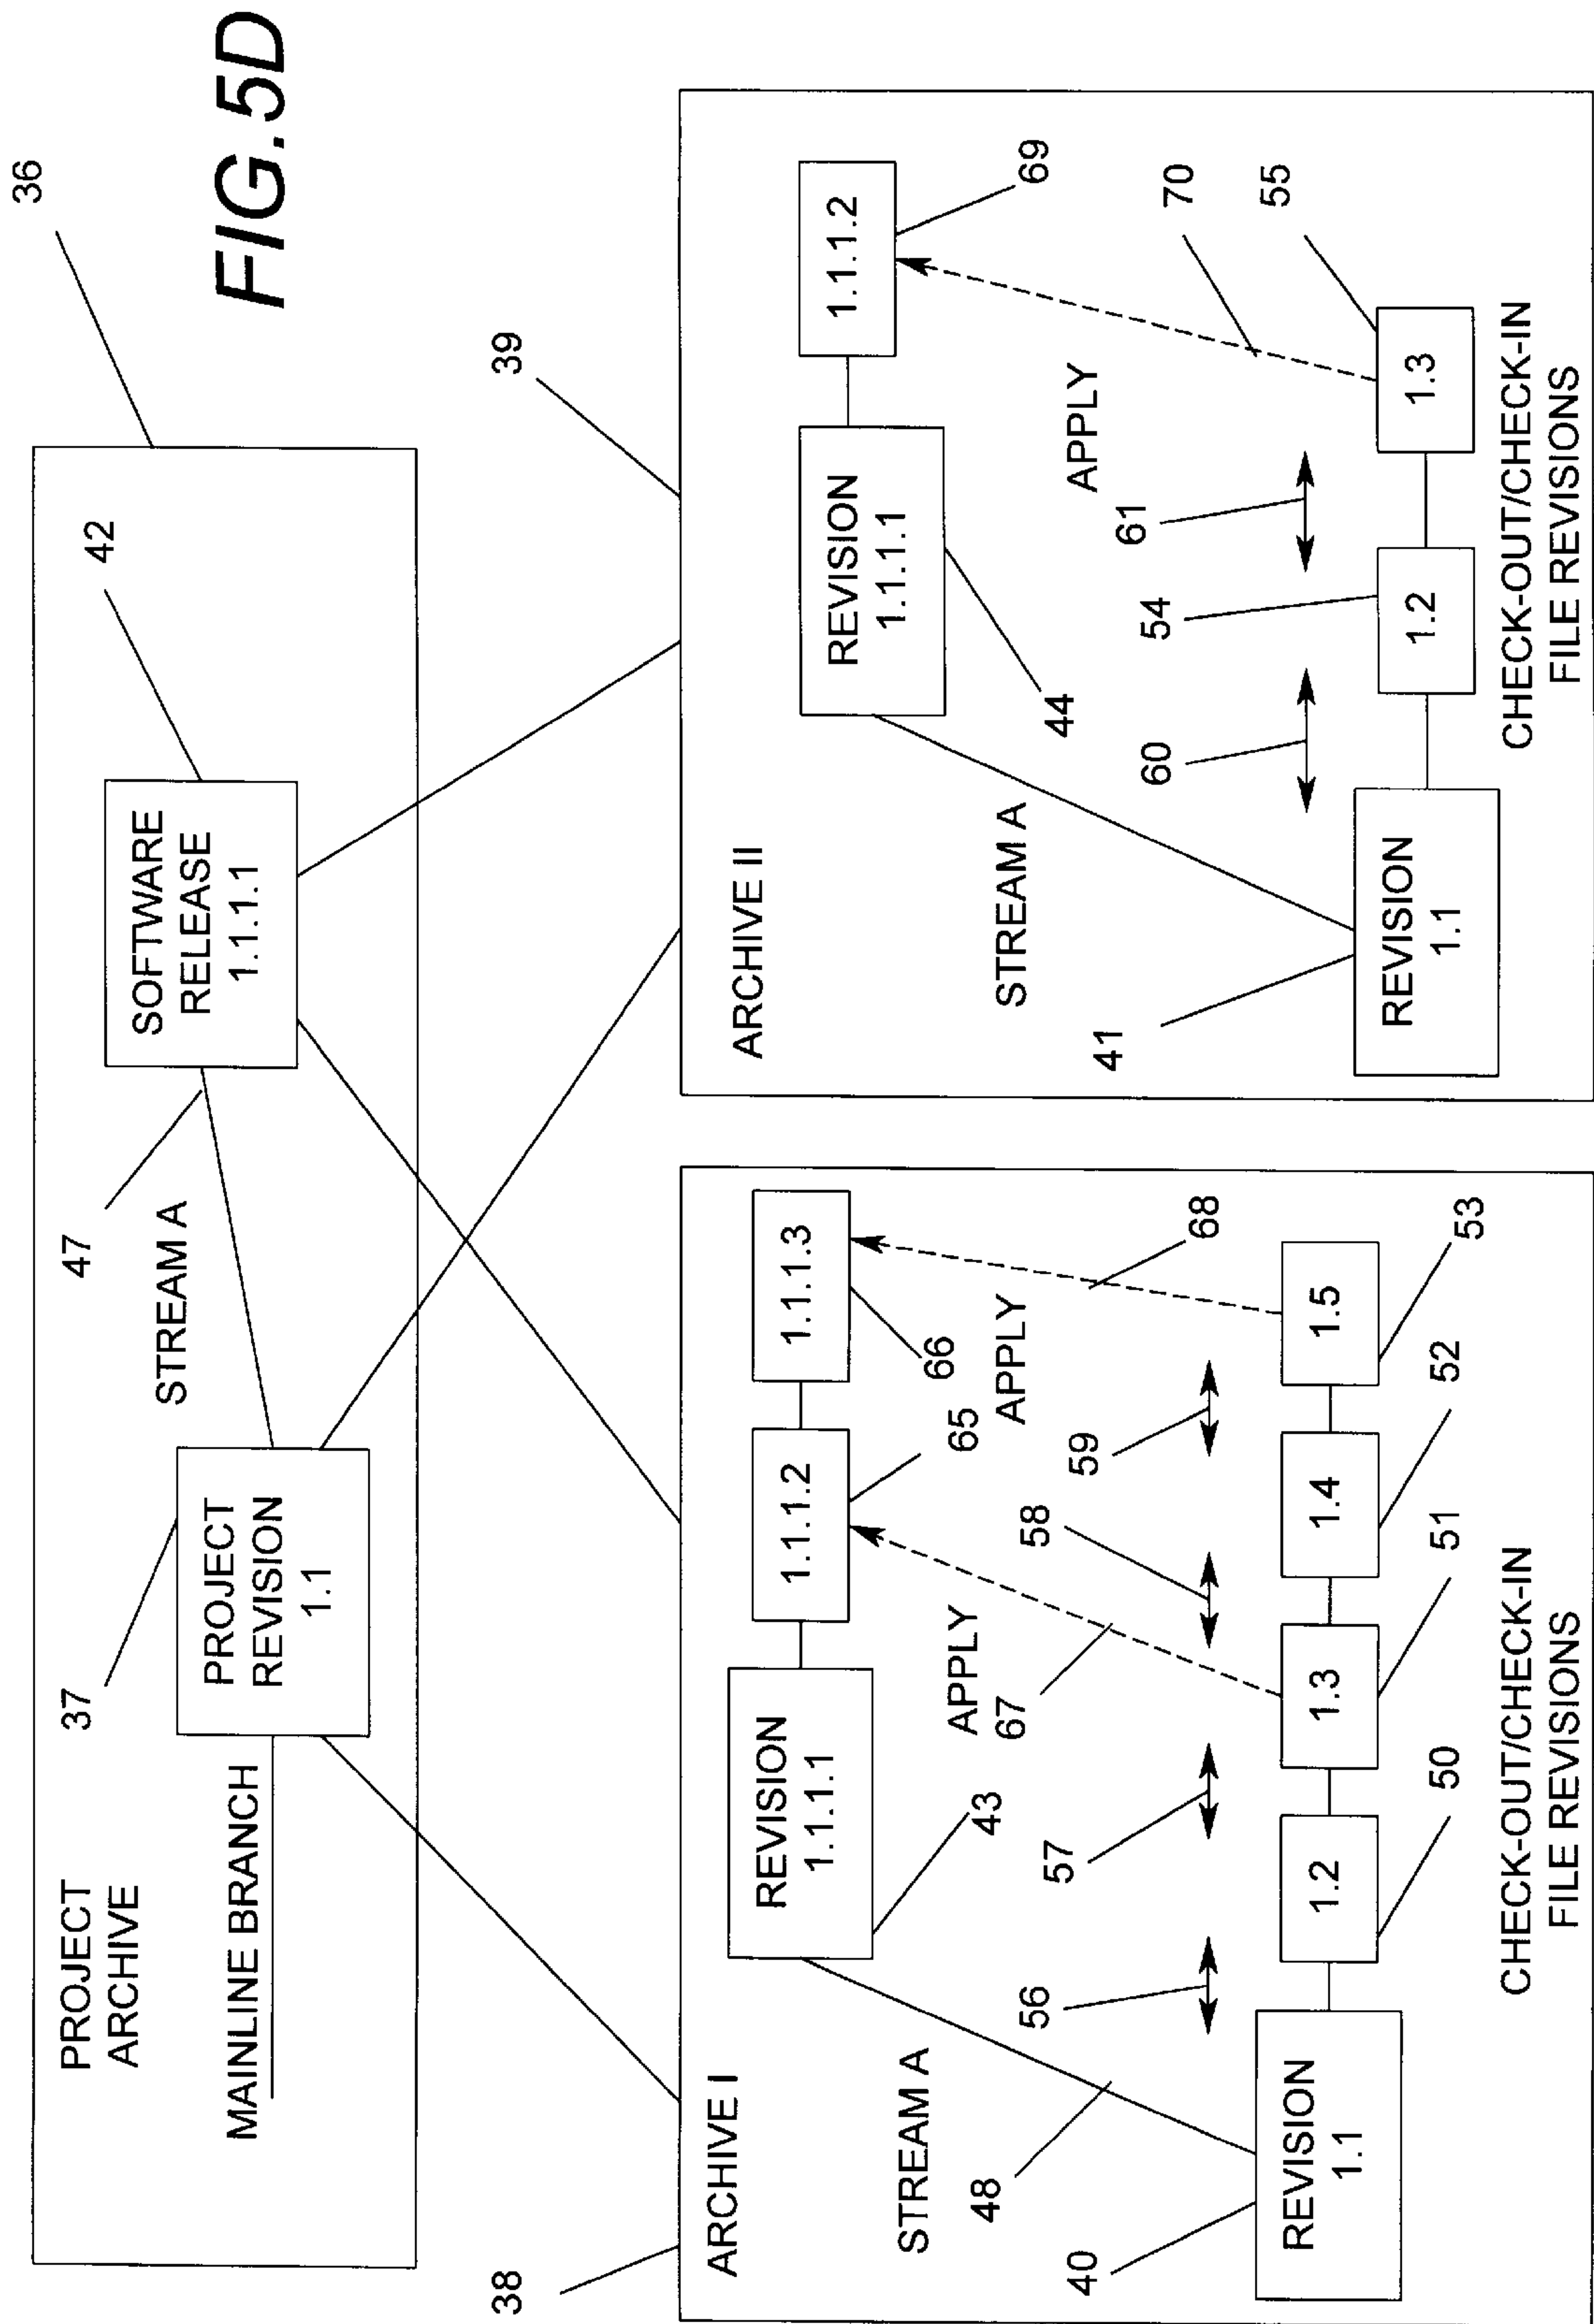 FIG.5D
36
PROJECT
ARCHIVE
MAINLINE BRANCH
37
PROJECT
REVISION
1.1
47
STREAM A
42
SOFTWARE
RELEASE
1.1.1.1
38
ARCHIVE I
REVISION
1.1.1.1
43
1.1.1.2
65
1.1.1.3
66
STREAM A
48
APPLY
67
APPLY
68
56
57
58
59
40
REVISION
1.1
1.2
50
1.3
51
1.4
52
1.5
53
CHECK-OUT/CHECK-IN
FILE REVISIONS
39
ARCHIVE II
REVISION
1.1.1.1
44
1.1.1.2
69
STREAM A
APPLY
70
60
61
41
REVISION
1.1
54
1.2
55
1.3
CHECK-OUT/CHECK-IN
FILE REVISIONS